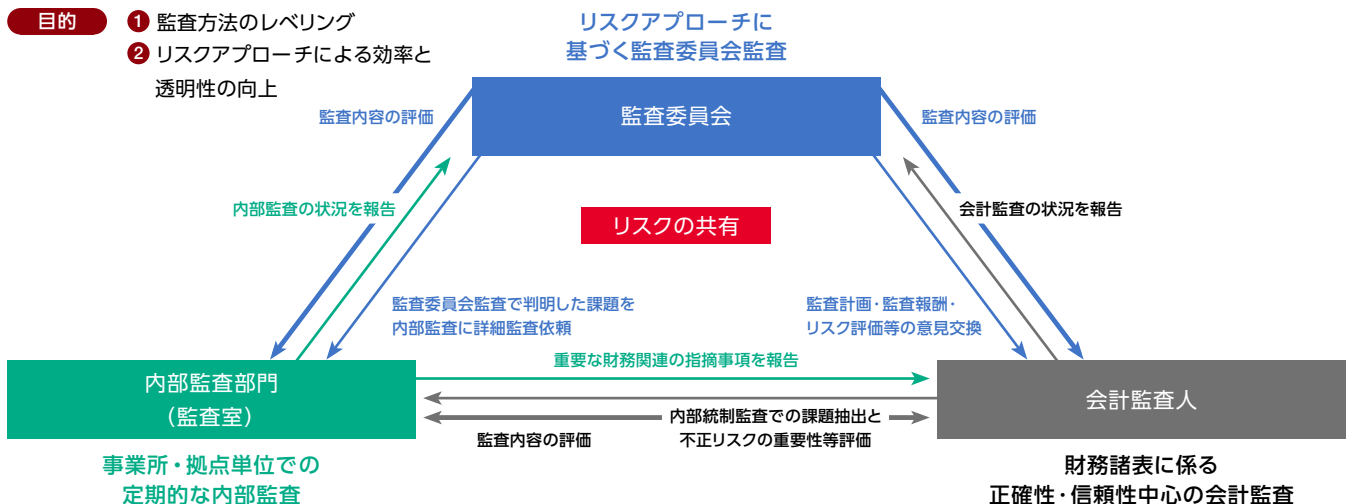 目的
❶ 監査方法のレベリング
❷ リスクアプローチによる効率と
透明性の向上
リスクアプローチに
基づく監査委員会監査
監査委員会
監査内容の評価
監査内容の評価
内部監査の状況を報告
会計監査の状況を報告
リスクの共有
監査委員会監査で判明した課題を
内部監査に詳細監査依頼
監査計画・監査報酬・
リスク評価等の意見交換
重要な財務関連の指摘事項を報告
内部監査部門
（監査室）
会計監査人
監査内容の評価
内部統制監査での課題抽出と
不正リスクの重要性等評価
事業所・拠点単位での
定期的な内部監査
財務諸表に係る
正確性・信頼性中心の会計監査